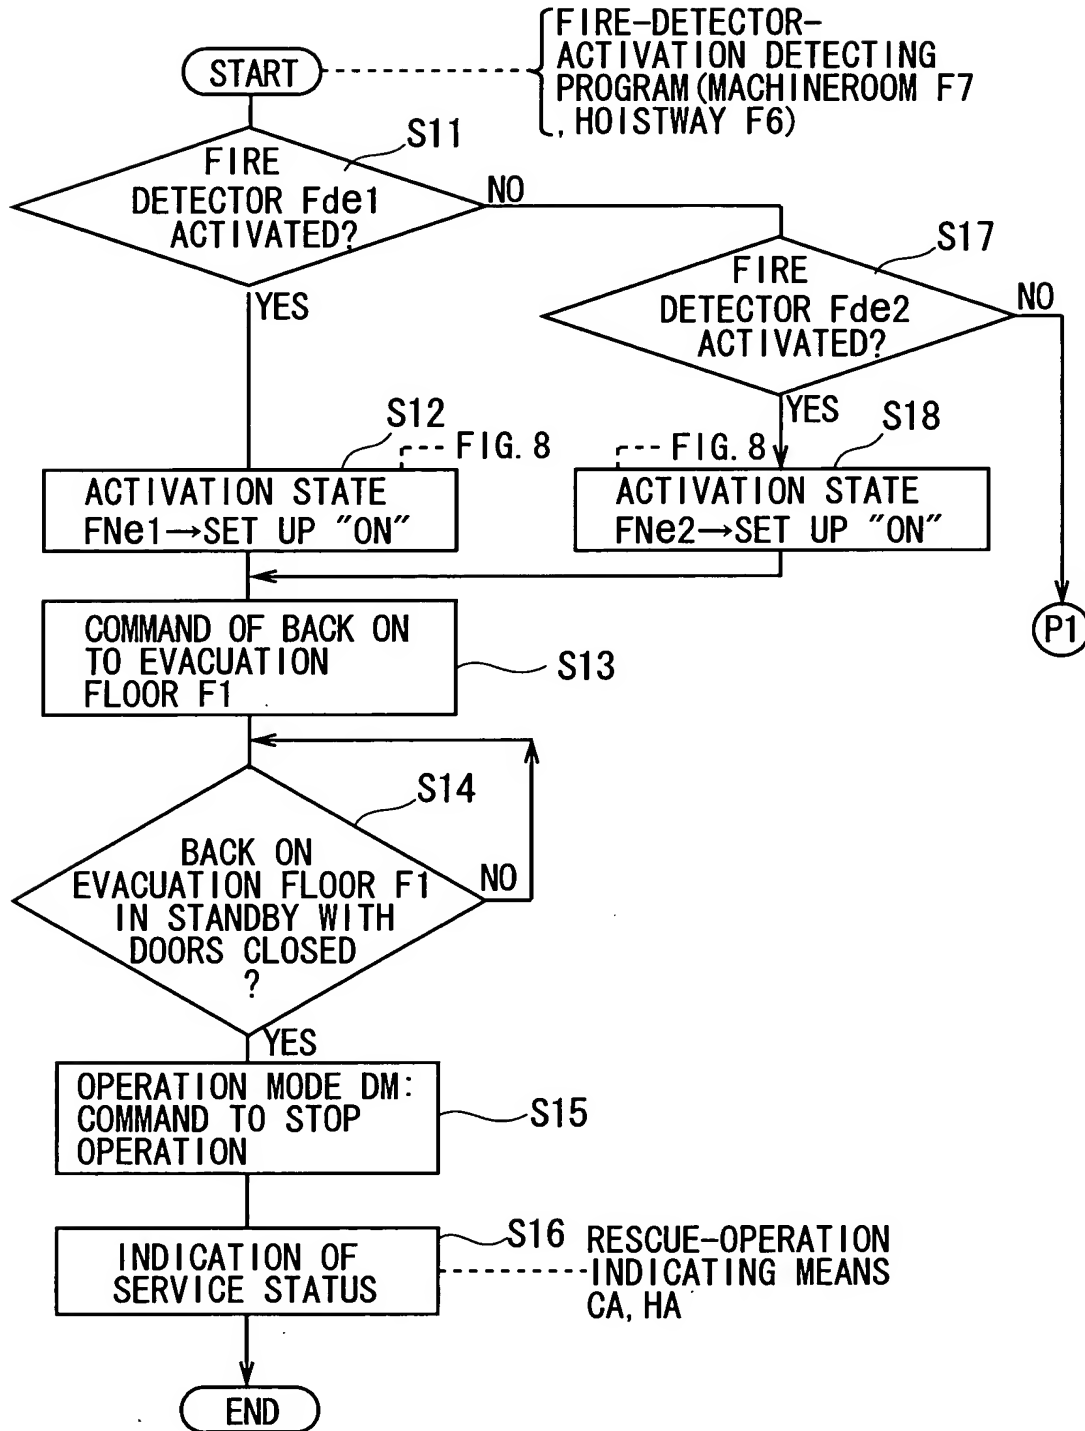 FIRE-DETECTOR-
ACTIVATION DETECTING
PROGRAM(MACHINEROOM F7
, HOISTWAY F6)
START
S11
FIRE
DETECTOR Fde1
ACTIVATED?
NO
YES
S17
FIRE
DETECTOR Fde2
ACTIVATED?
NO
YES
S12
FIG. 8
ACTIVATION STATE
FNe1→SET UP "ON"
S18
FIG. 8
ACTIVATION STATE
FNe2→SET UP "ON"
P1
COMMAND OF BACK ON
TO EVACUATION
FLOOR F1
S13
S14
BACK ON
EVACUATION FLOOR F1
IN STANDBY WITH
DOORS CLOSED
?
NO
YES
OPERATION MODE DM:
COMMAND TO STOP
OPERATION
S15
INDICATION OF
SERVICE STATUS
S16
RESCUE-OPERATION
INDICATING MEANS
CA, HA
END